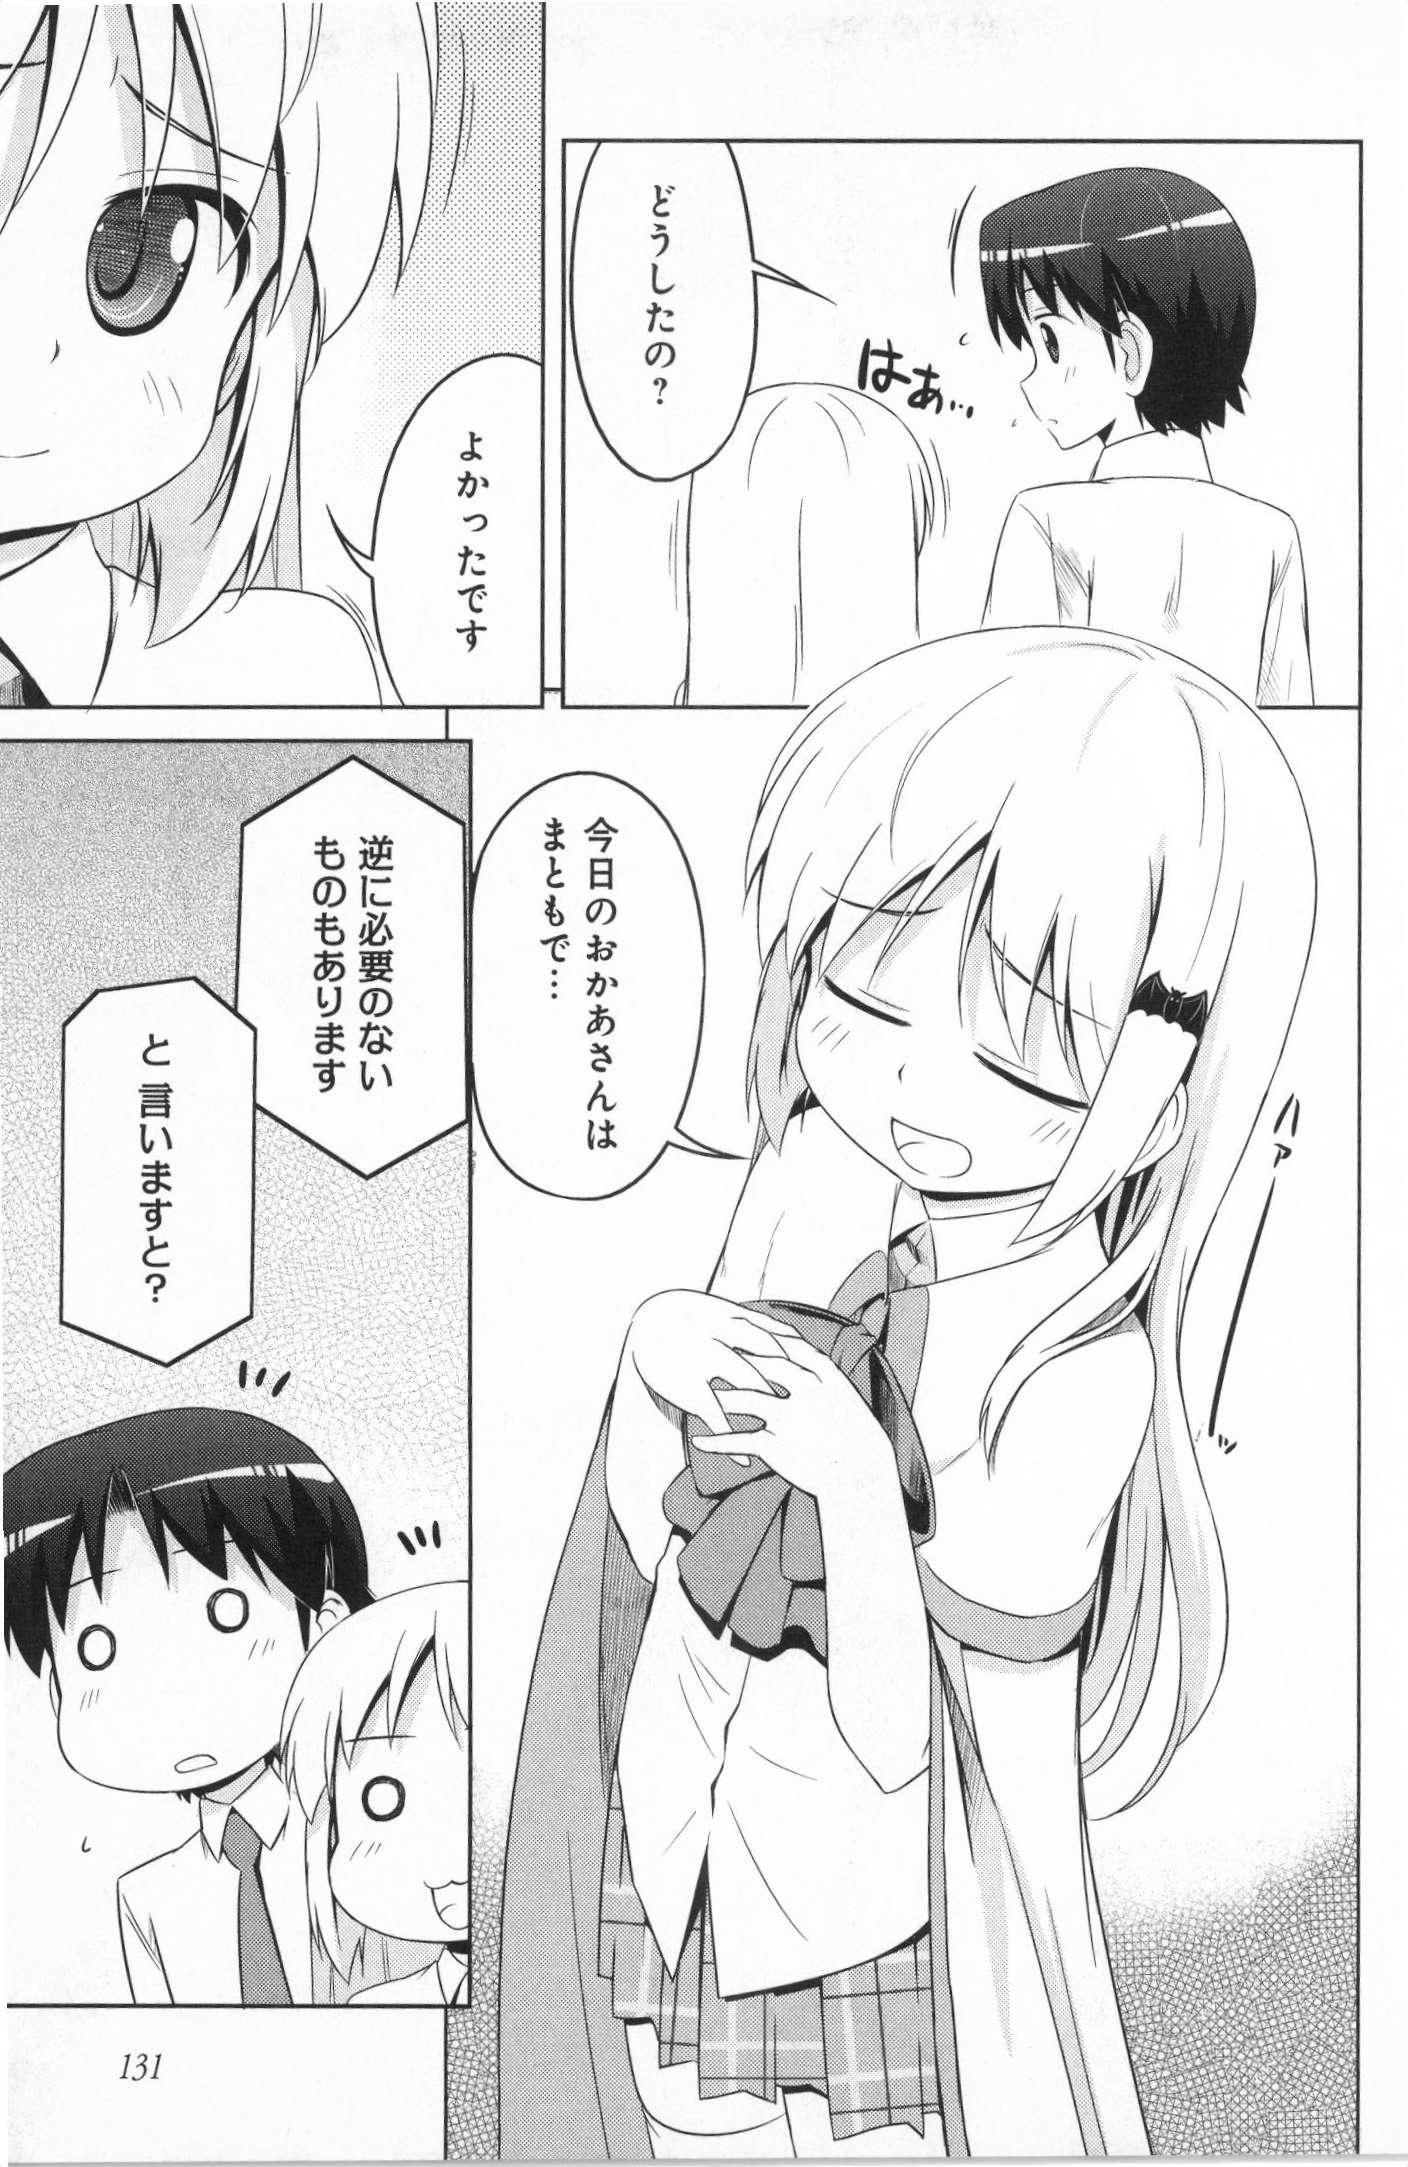 どうしたの？
はぁ…
ハァーッ
今日のおかあさんは
まともで…
よかったです
逆に必要のない
ものもあります
と言いますと？
131